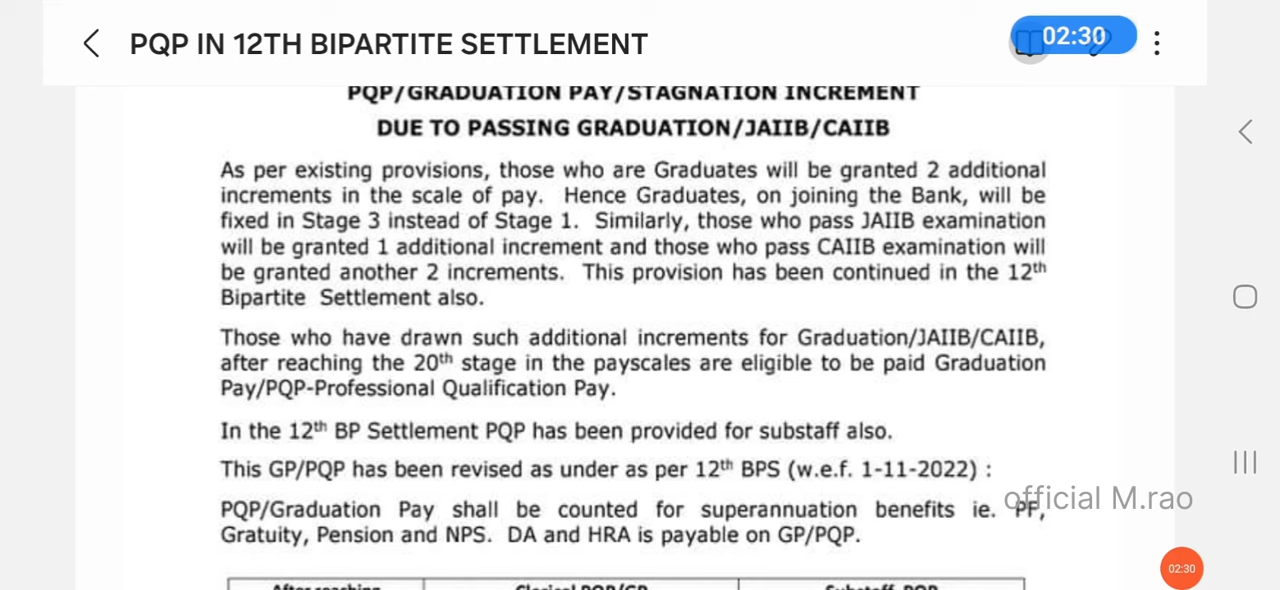 PQP IN 12TH BIPARTITE SETTLEMENT
02:30
PQP/GRADUATION PAY/STAGNATION INCREMENT
DUE TO PASSING GRADUATION/JAIIB/CAIIB
As per existing provisions, those who are Graduates will be granted 2 additional
increments in the scale of pay. Hence Graduates, on joining the Bank, will be
fixed in Stage 3 instead of Stage 1. Similarly, those who pass JAIIB examination
will be granted 1 additional increment and those who pass CAIIB examination will
be granted another 2 increments. This provision has been continued in the 12th
Bipartite Settlement also.
Those who have drawn such additional increments for Graduation/JAIIB/CAIIB,
after reaching the 20th stage in the payscales are eligible to be paid Graduation
Pay/PQP-Professional Qualification Pay.
In the 12th BP Settlement PQP has been provided for substaff also.
This GP/PQP has been revised as under as per 12th BPS (w.e.f. 1-11-2022) :
official M.rao
PQP/Graduation Pay shall be counted for superannuation benefits ie. PF,
Gratuity, Pension and NPS. DA and HRA is payable on GP/PQP.
02:30
After reaching Clerical PQP/GP Substaff PQP